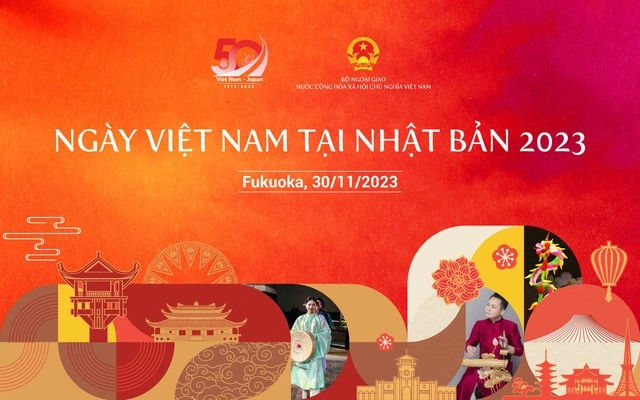 50
Việt Nam - Japan
1973-2023
BỘ NGOẠI GIAO
NƯỚC CỘNG HÒA XÃ HỘI CHỦ NGHĨA VIỆT NAM
NGÀY VIỆT NAM TẠI NHẬT BẢN 2023
Fukuoka, 30/11/2023